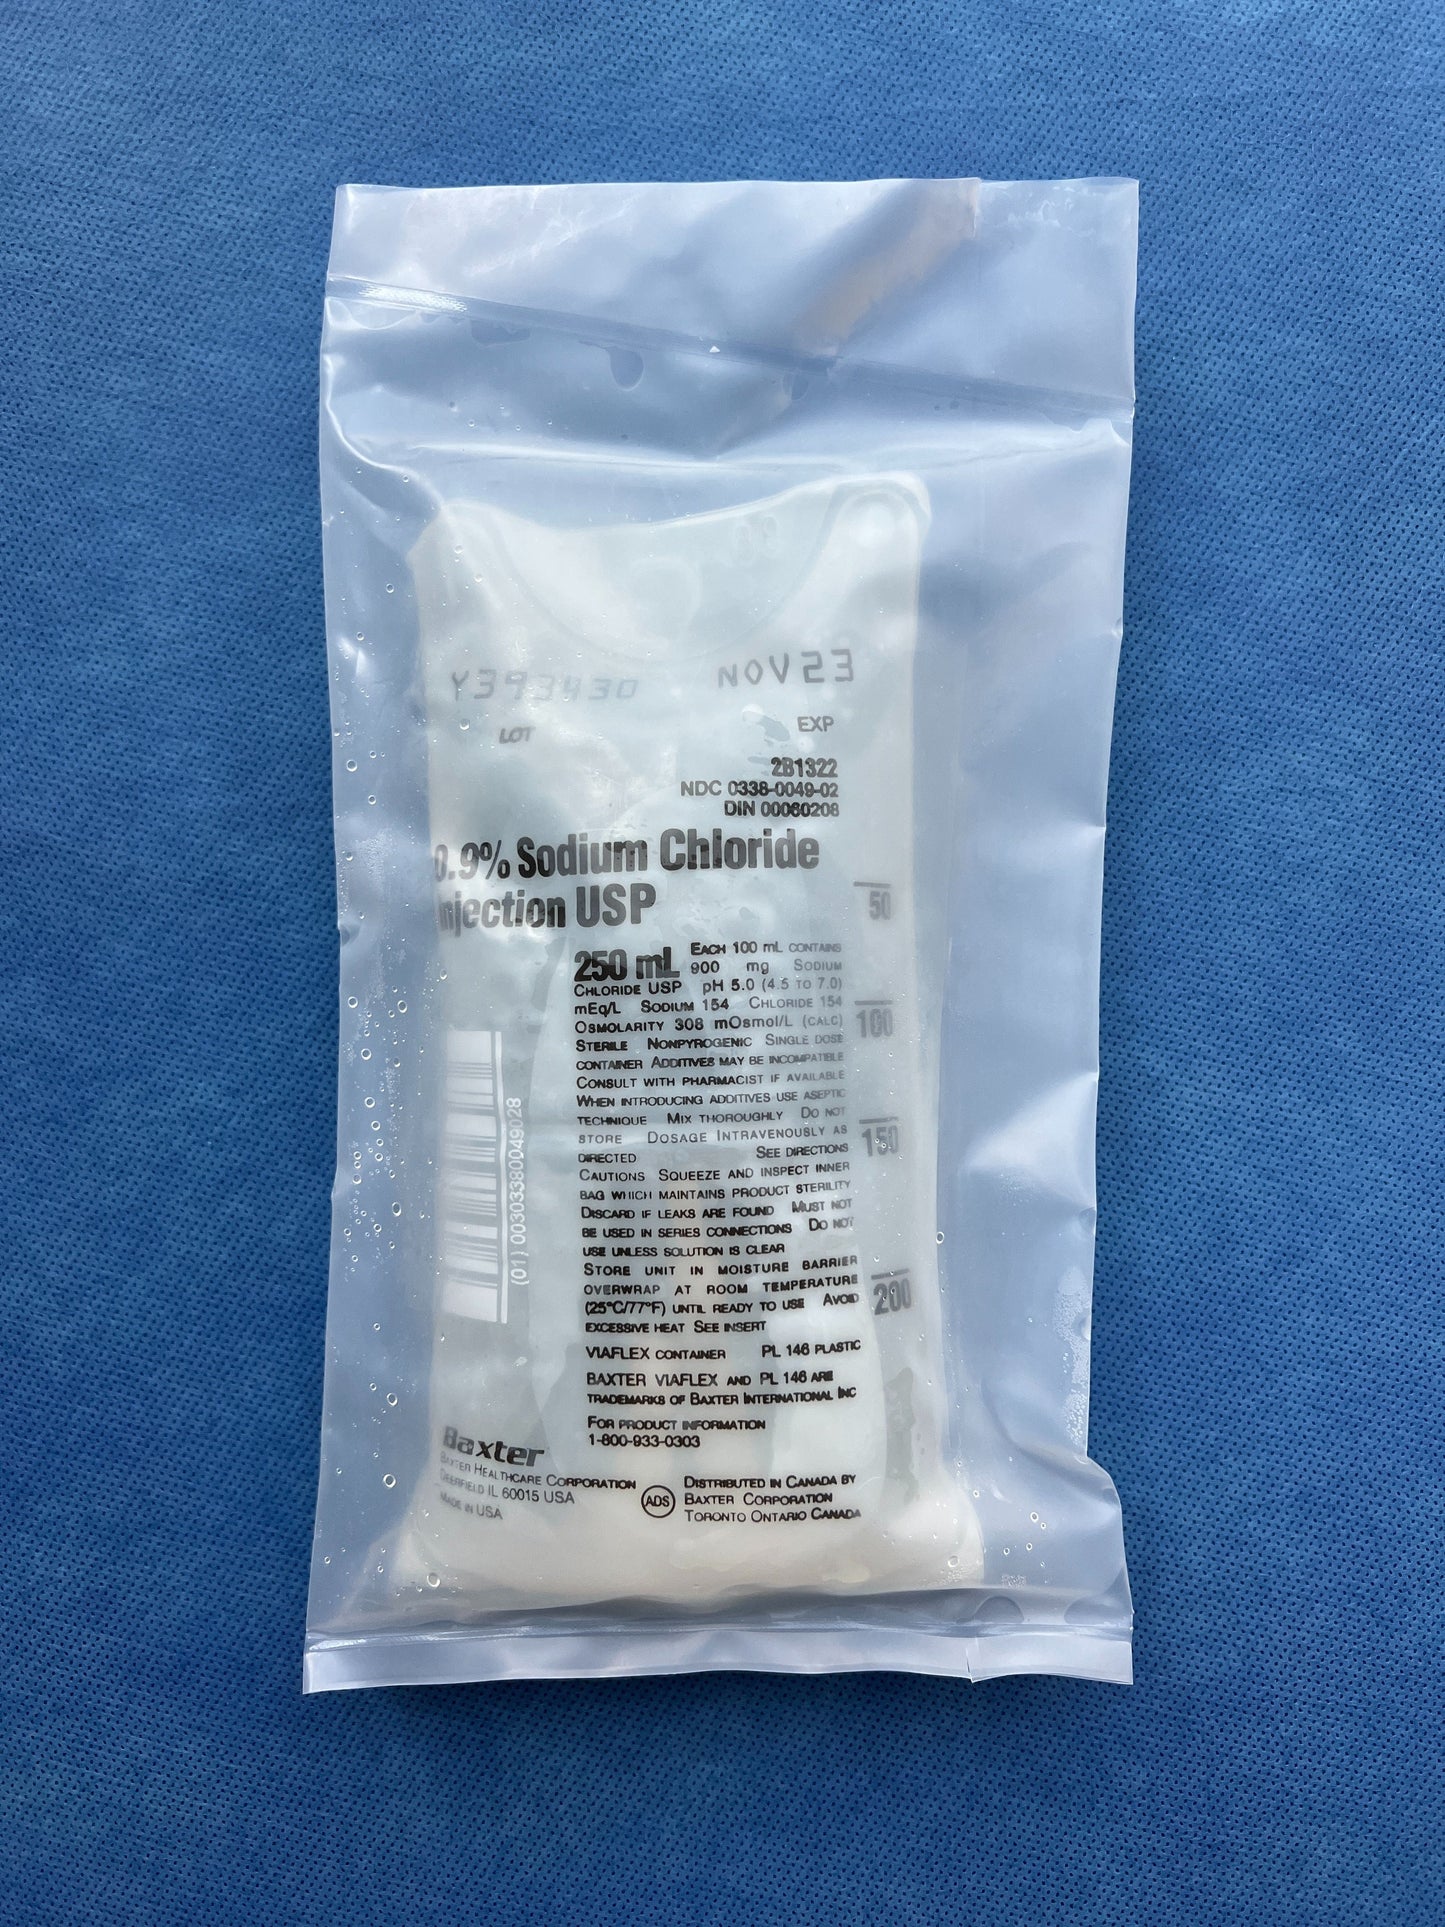 Y393430
NOV23
LOT
EXP
2B1322
NDC 0338-0049-02
DIN 00060208
0.9% Sodium Chloride
Injection USP
250 mL EACH 100 mL CONTAINS
900 mg SODIUM
CHLORIDE USP pH 5.0 (4.5 TO 7.0)
mEq/L SODIUM 154 CHLORIDE 154
OSMOLARITY 308 mOsmol/L (CALC)
STERILE NONPYROGENIC SINGLE DOSE
CONTAINER ADDITIVES MAY BE INCOMPATIBLE
CONSULT WITH PHARMACIST IF AVAILABLE
WHEN INTRODUCING ADDITIVES USE ASEPTIC
TECHNIQUE MIX THOROUGHLY DO NOT
STORE DOSAGE INTRAVENOUSLY AS
DIRECTED SEE DIRECTIONS
CAUTIONS SQUEEZE AND INSPECT INNER
BAG WHICH MAINTAINS PRODUCT STERILITY
DISCARD IF LEAKS ARE FOUND MUST NOT
BE USED IN SERIES CONNECTIONS DO NOT
USE UNLESS SOLUTION IS CLEAR
STORE UNIT IN MOISTURE BARRIER
OVERWRAP AT ROOM TEMPERATURE
(25°C/77°F) UNTIL READY TO USE AVOID
EXCESSIVE HEAT SEE INSERT
VIAFLEX CONTAINER PL 146 PLASTIC
BAXTER VIAFLEX AND PL 146 ARE
TRADEMARKS OF BAXTER INTERNATIONAL INC
FOR PRODUCT INFORMATION
1-800-933-0303
50
100
150
200
(01) 00303380049028
Baxter
BAXTER HEALTHCARE CORPORATION
DEERFIELD IL 60015 USA
MADE IN USA
ADS
DISTRIBUTED IN CANADA BY
BAXTER CORPORATION
TORONTO ONTARIO CANADA